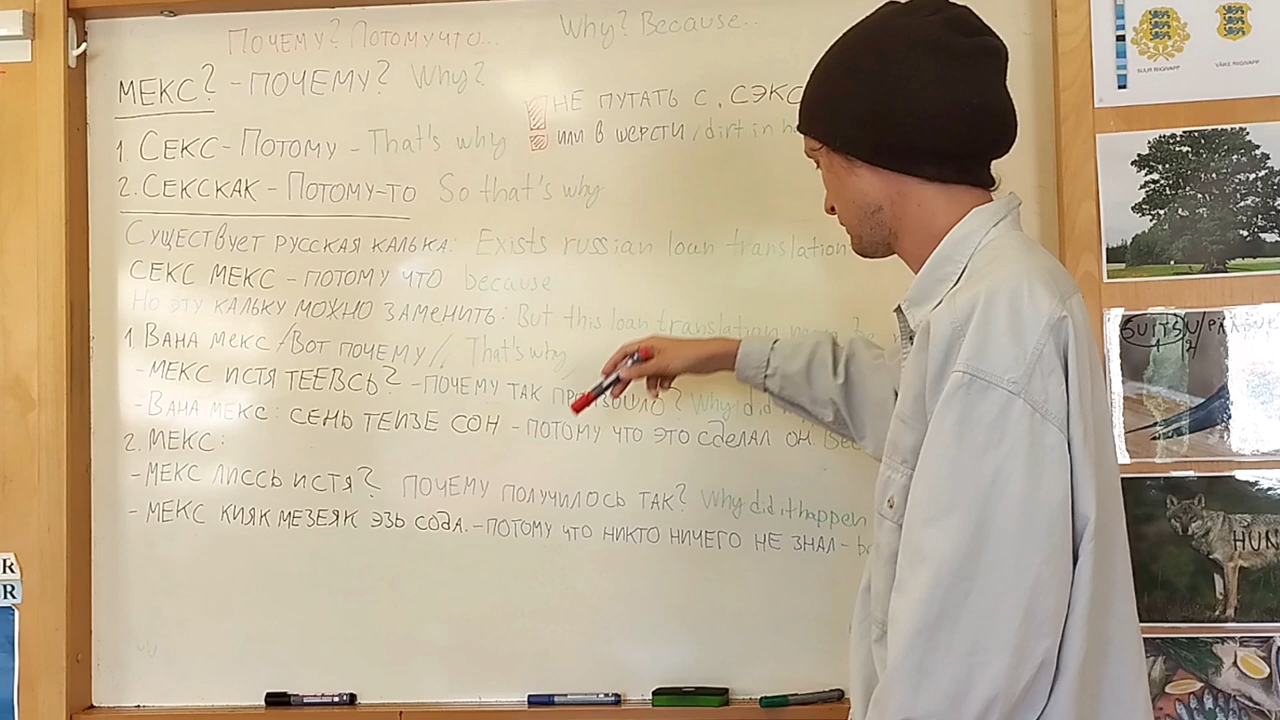 Почему? Потому что... Why? Because...
МЕКС? - ПОЧЕМУ? Why?
НЕ ПУТАТЬ С. СЭКС
ИЛИ В ШЕРСТИ /dirt in
1. СЕКС - ПОТОМУ - That's why
2. СЕКСКАК - ПОТОМУ-ТО So that's why
СУЩЕСТВУЕТ РУССКАЯ КАЛЬКА: Exists russian loan translation
СЕКС МЕКС - ПОТОМУ ЧТО because
НО ЭТУ КАЛЬКУ МОЖНО ЗАМЕНИТЬ: But this loan translation
1 ВАНА МЕКС /ВОТ ПОЧЕМУ// That's why
- МЕКС ИСТЯ ТЕЕВСЬ? - ПОЧЕМУ ТАК ПРОИЗОШЛО? Why did
- ВАНА МЕКС: СЕНЬ ТЕИЗЕ СОН - ПОТОМУ ЧТО ЭТО СДЕЛАЛ ОН
2. МЕКС:
- МЕКС ЛИССЬ ИСТЯ? ПОЧЕМУ ПОЛУЧИЛОСЬ ТАК? Why did it happen
- МЕКС КИЯК МЕЗЕЯК ЭЗЬ СОДА. - ПОТОМУ ЧТО НИКТО НИЧЕГО НЕ ЗНАЛ -
SUUR RIIGIVAPP
VÄIKE RIIGIVAPP
HUN
R
R